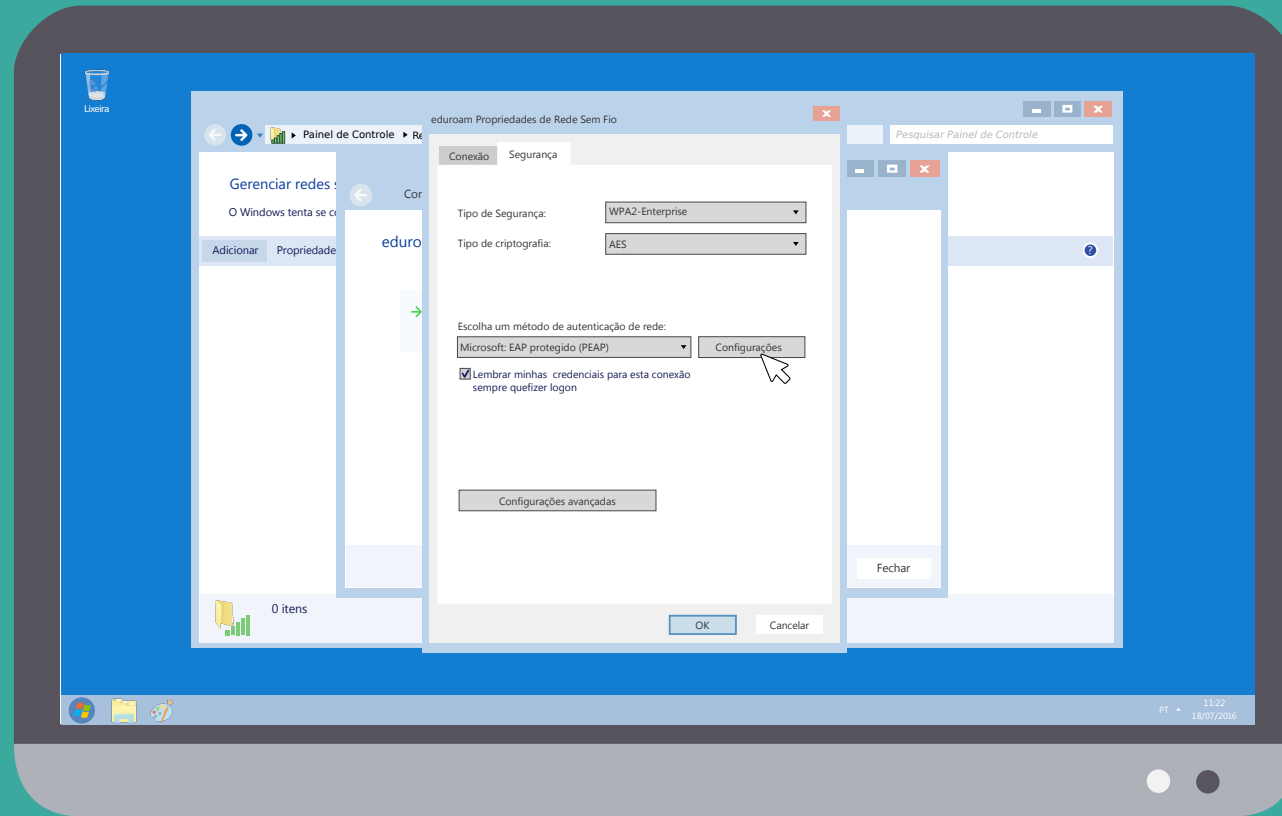 Lixeira
Painel de Controle
Re
Pesquisar Painel de Controle
eduroam Propriedades de Rede Sem Fio
Conexão
Segurança
Gerenciar redes s
O Windows tenta se co
Cor
Adicionar
Propriedade
eduro
Tipo de Segurança:
WPA2-Enterprise
Tipo de criptografia:
AES
?
Escolha um método de autenticação de rede:
Microsoft: EAP protegido (PEAP)
Configurações
Lembrar minhas credenciais para esta conexão
sempre quefizer logon
Configurações avançadas
Fechar
0 itens
OK
Cancelar
PT
11:22
18/07/2016